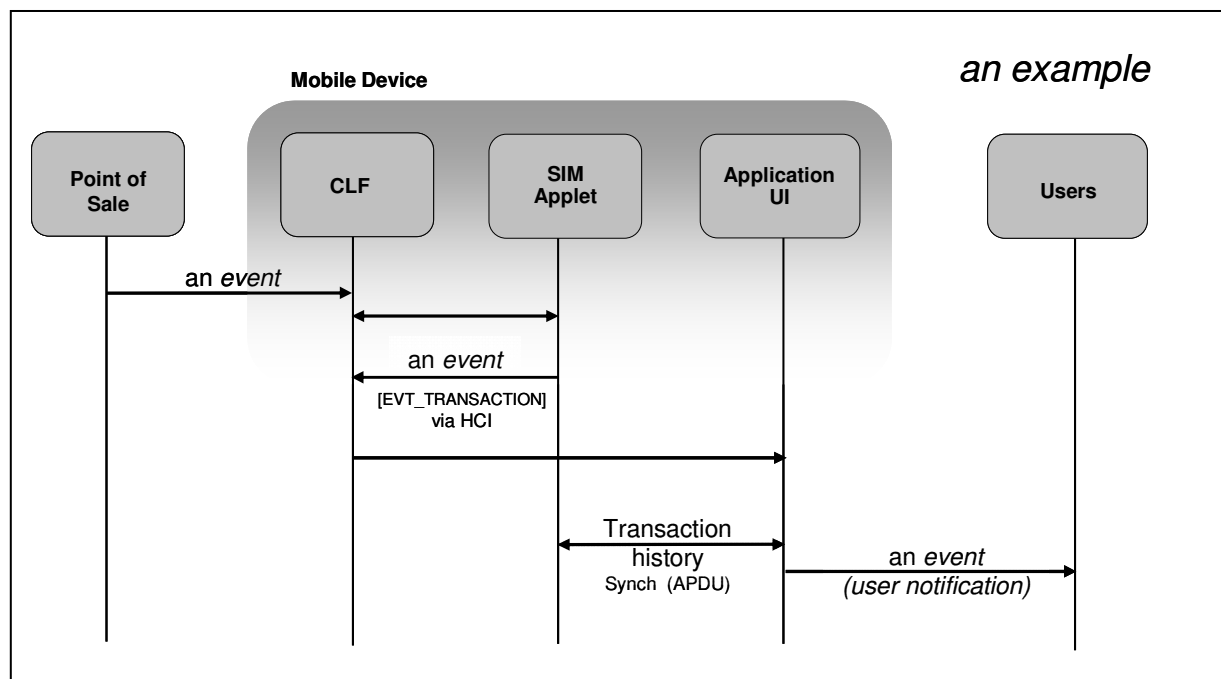 an example
Mobile Device
Point of
Sale
CLF
SIM
Applet
Application
UI
Users
an event
an event
[EVT_TRANSACTION]
via HCI
Transaction
history
Synch (APDU)
an event
(user notification)